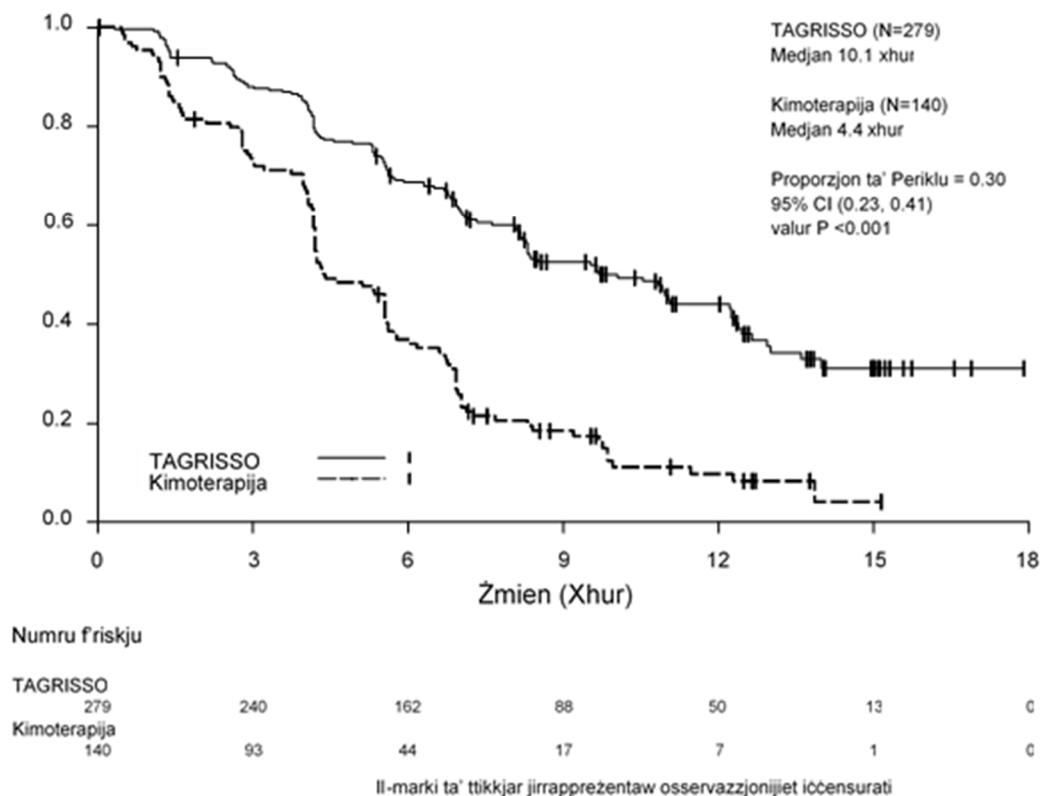 1.0
0.8
0.6
0.4
0.2
0.0
TAGRISSO (N=279)
Medjan 10.1 xhur
Kimoterapija (N=140)
Medjan 4.4 xhur
Proporzjon ta' Periklu = 0.30
95% CI (0.23, 0.41)
valur P <0.001
TAGRISSO
Kimoterapija
0 3 6 9 12 15 18
Żmien (Xhur)
Numru f'riskju
TAGRISSO
279 240 162 88 50 13 0
Kimoterapija
140 93 44 17 7 1 0
Il-marki ta' ttikkjar jirrappreżentaw osservazzjonijiet iċċensurati